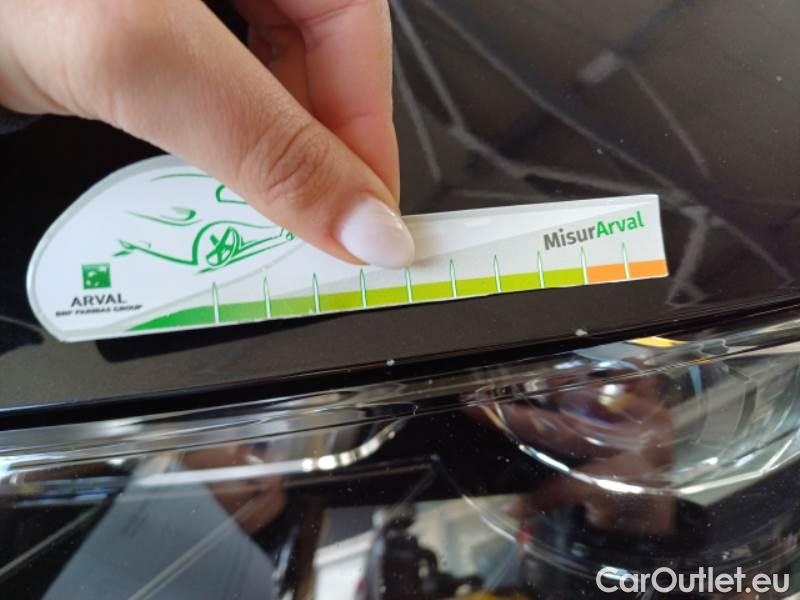 MisurArval
ARVAL
BNP PARIBAS GROUP
CarOutlet.eu